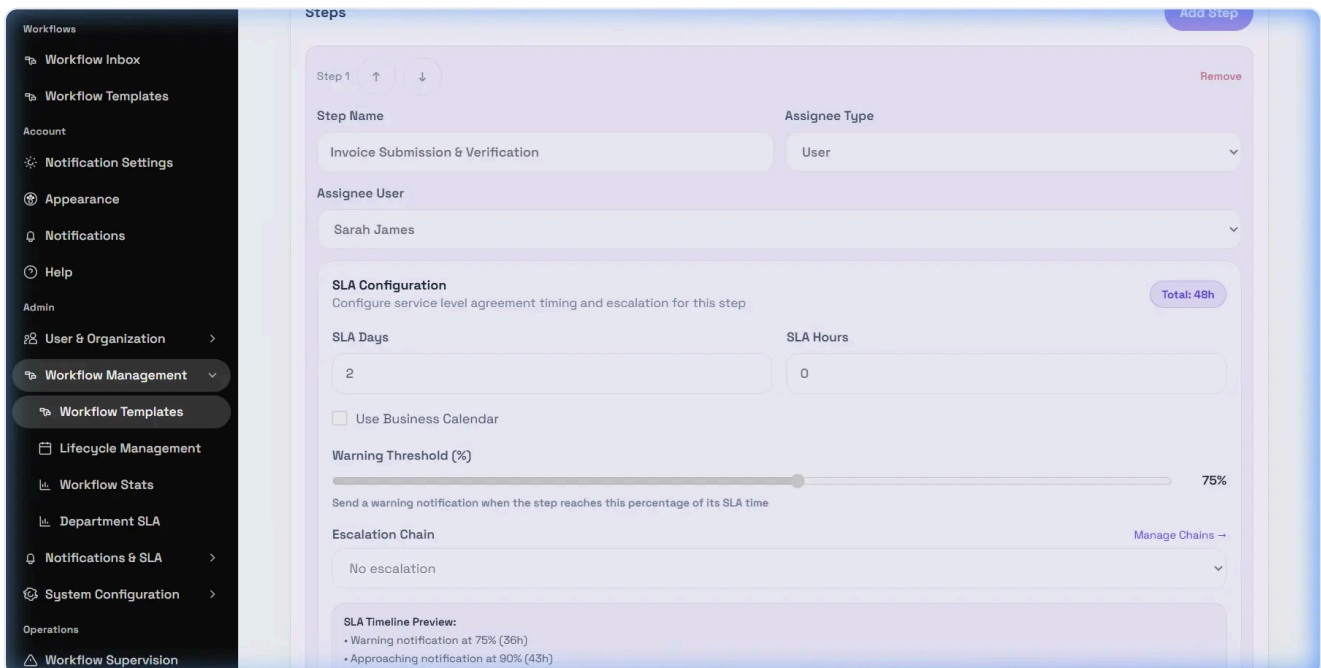 Workflows
Workflow Inbox
Workflow Templates
Account
Notification Settings
Appearance
Notifications
Help
Admin
User & Organization
Workflow Management
Workflow Templates
Lifecycle Management
Workflow Stats
Department SLA
Notifications & SLA
System Configuration
Operations
Workflow Supervision
Steps
Add Step
Step 1
Remove
Step Name
Assignee Type
Invoice Submission & Verification
User
Assignee User
Sarah James
SLA Configuration
Configure service level agreement timing and escalation for this step
Total: 48h
SLA Days
SLA Hours
2
0
Use Business Calendar
Warning Threshold (%)
75%
Send a warning notification when the step reaches this percentage of its SLA time
Escalation Chain
Manage Chains →
No escalation
SLA Timeline Preview:
• Warning notification at 75% (36h)
• Approaching notification at 90% (43h)